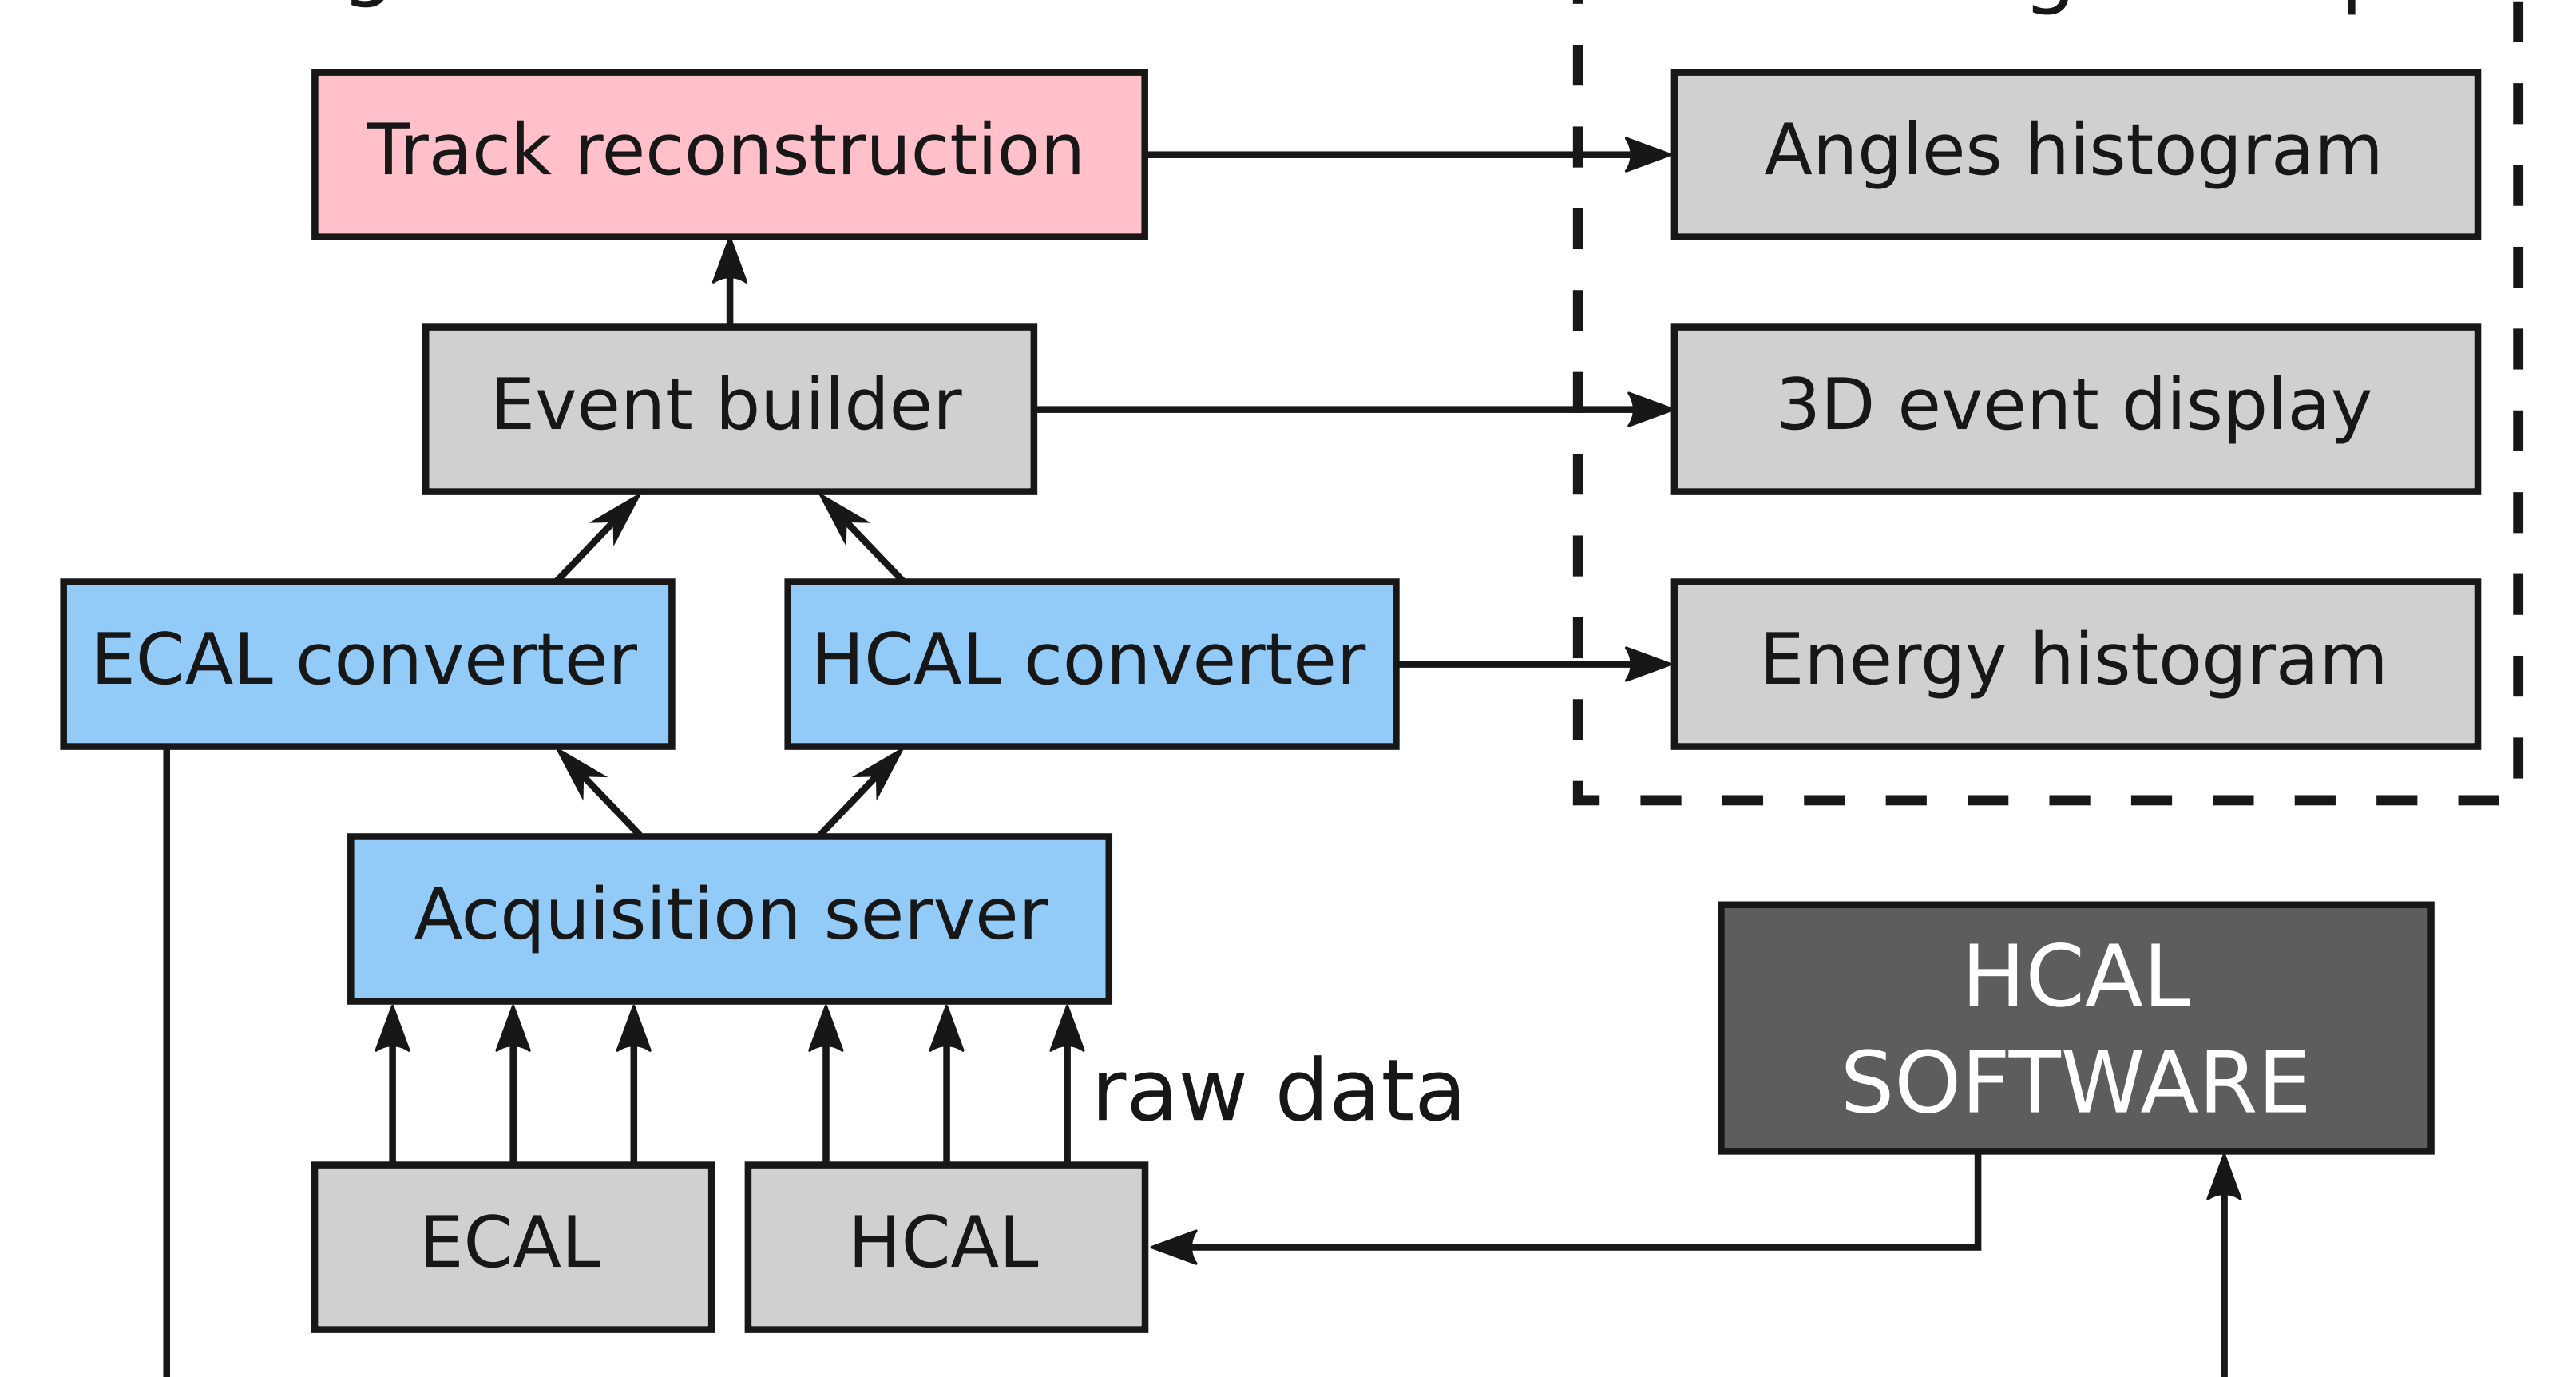 Track reconstruction
Angles histogram
Event builder
3D event display
ECAL converter
HCAL converter
Energy histogram
Acquisition server
HCAL
SOFTWARE
raw data
ECAL
HCAL